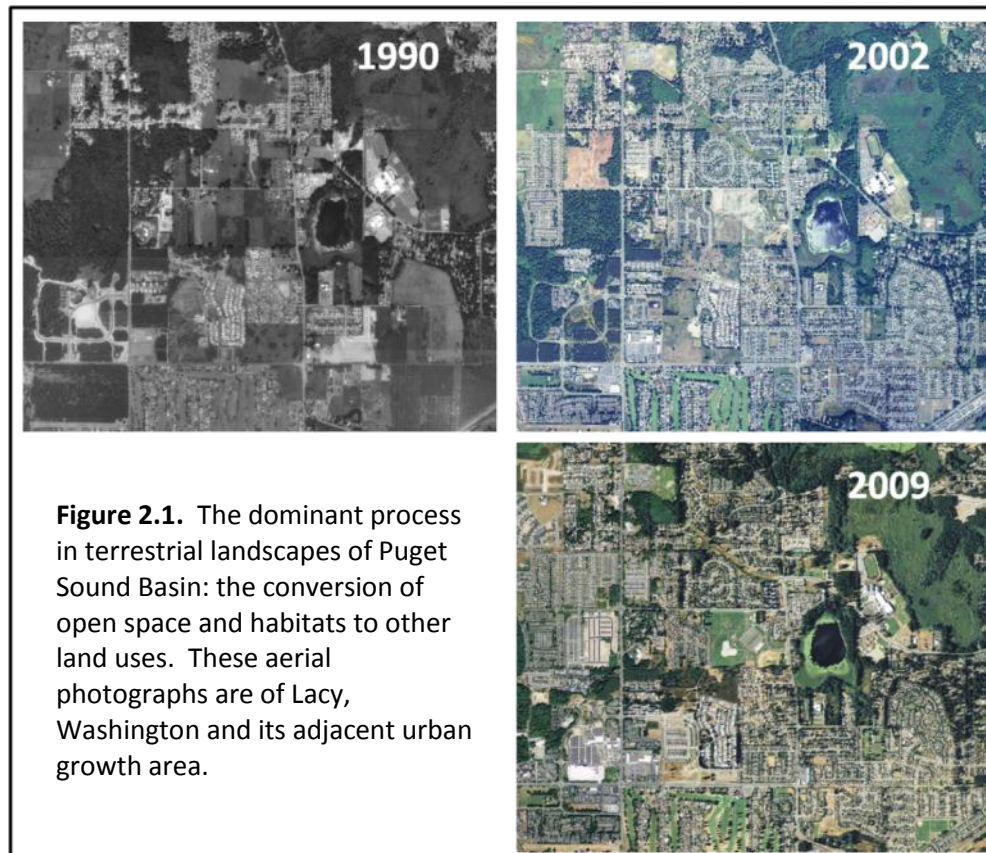 1990
2002
2009
Figure 2.1. The dominant process
in terrestrial landscapes of Puget
Sound Basin: the conversion of
open space and habitats to other
land uses. These aerial
photographs are of Lacy,
Washington and its adjacent urban
growth area.